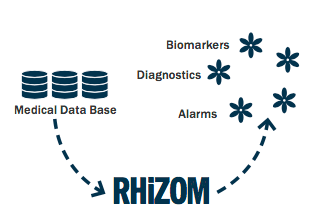 Biomarkers
Diagnostics
Medical Data Base
Alarms
RHiZOM